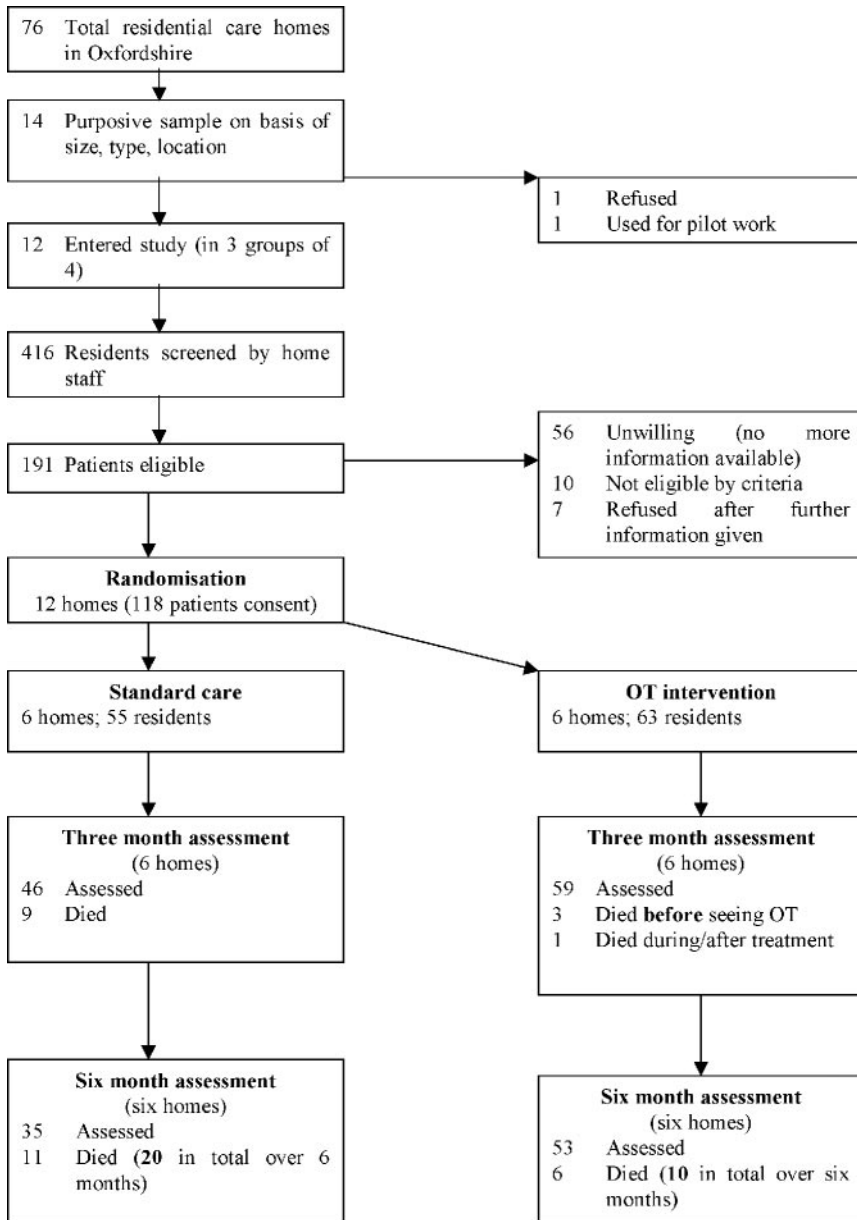 76 Total residential care homes
in Oxfordshire
14 Purposive sample on basis of
size, type, location
1 Refused
1 Used for pilot work
12 Entered study (in 3 groups of
4)
416 Residents screened by home
staff
191 Patients eligible
56 Unwilling (no more
information available)
10 Not eligible by criteria
7 Refused after further
information given
Randomisation
12 homes (118 patients consent)
Standard care
6 homes; 55 residents
OT intervention
6 homes; 63 residents
Three month assessment
(6 homes)
46 Assessed
9 Died
Three month assessment
(6 homes)
59 Assessed
3 Died before seeing OT
1 Died during/after treatment
Six month assessment
(six homes)
35 Assessed
11 Died (20 in total over 6
months)
Six month assessment
(six homes)
53 Assessed
6 Died (10 in total over six
months)